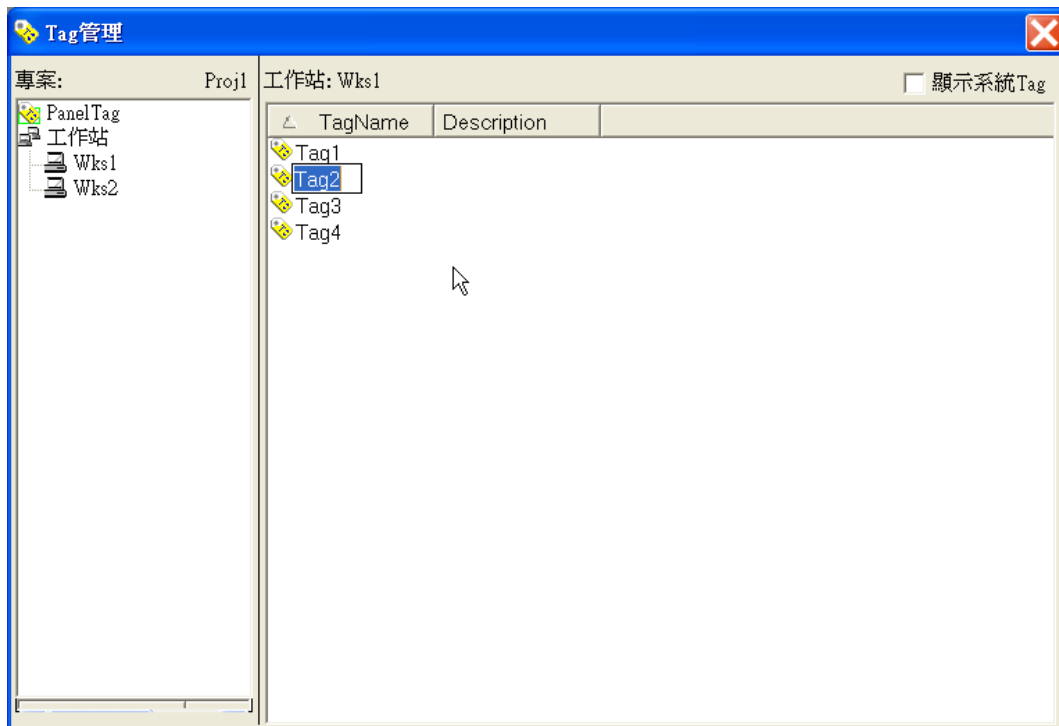 Tag管理
專案: Proj1
PanelTag
工作站
Wks1
Wks2
工作站: Wks1
顯示系統Tag
TagName Description
Tag1
Tag2
Tag3
Tag4